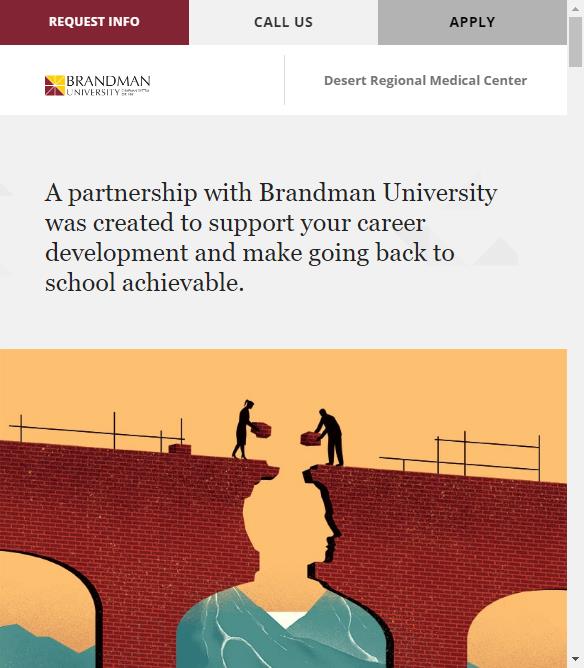 REQUEST INFO
CALL US
APPLY
BRANDMAN
UNIVERSITY
Desert Regional Medical Center
A partnership with Brandman University
was created to support your career
development and make going back to
school achievable.